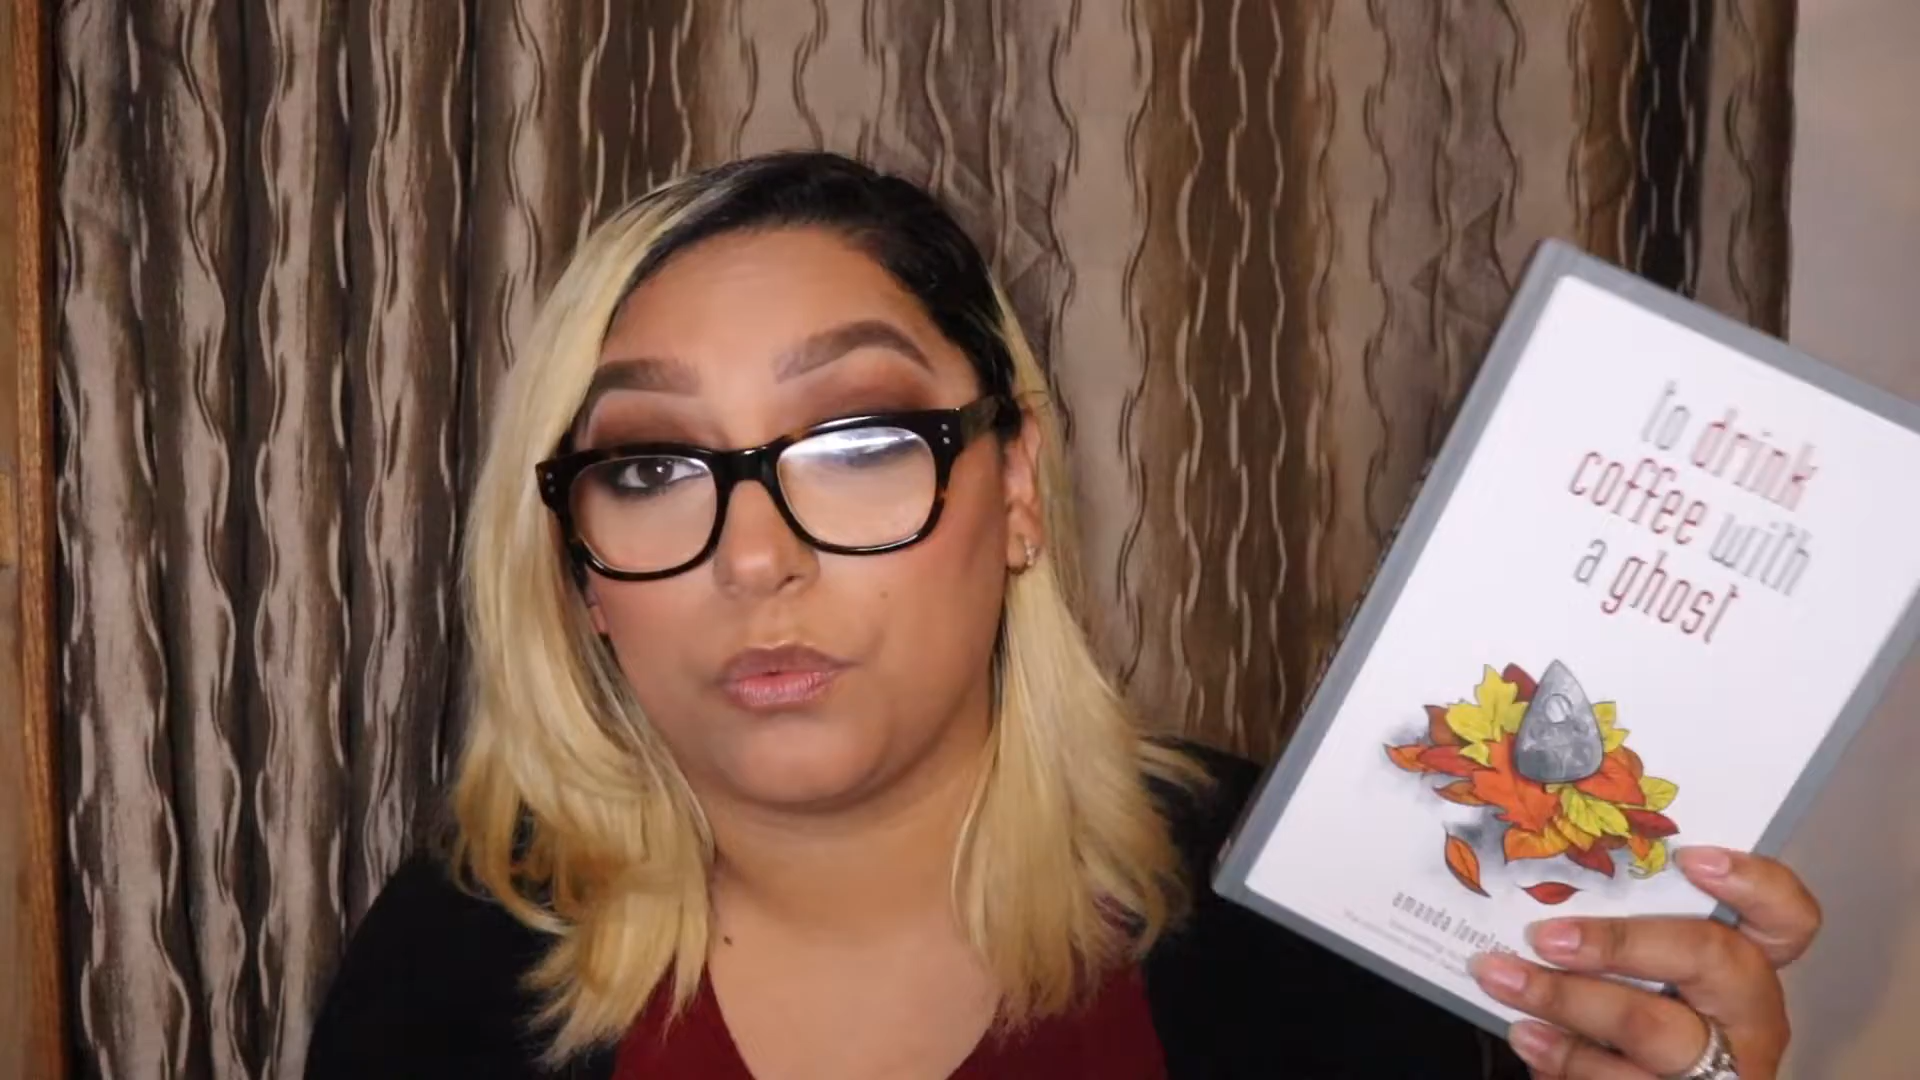 to drink
coffee with
a ghost
amanda lovelace